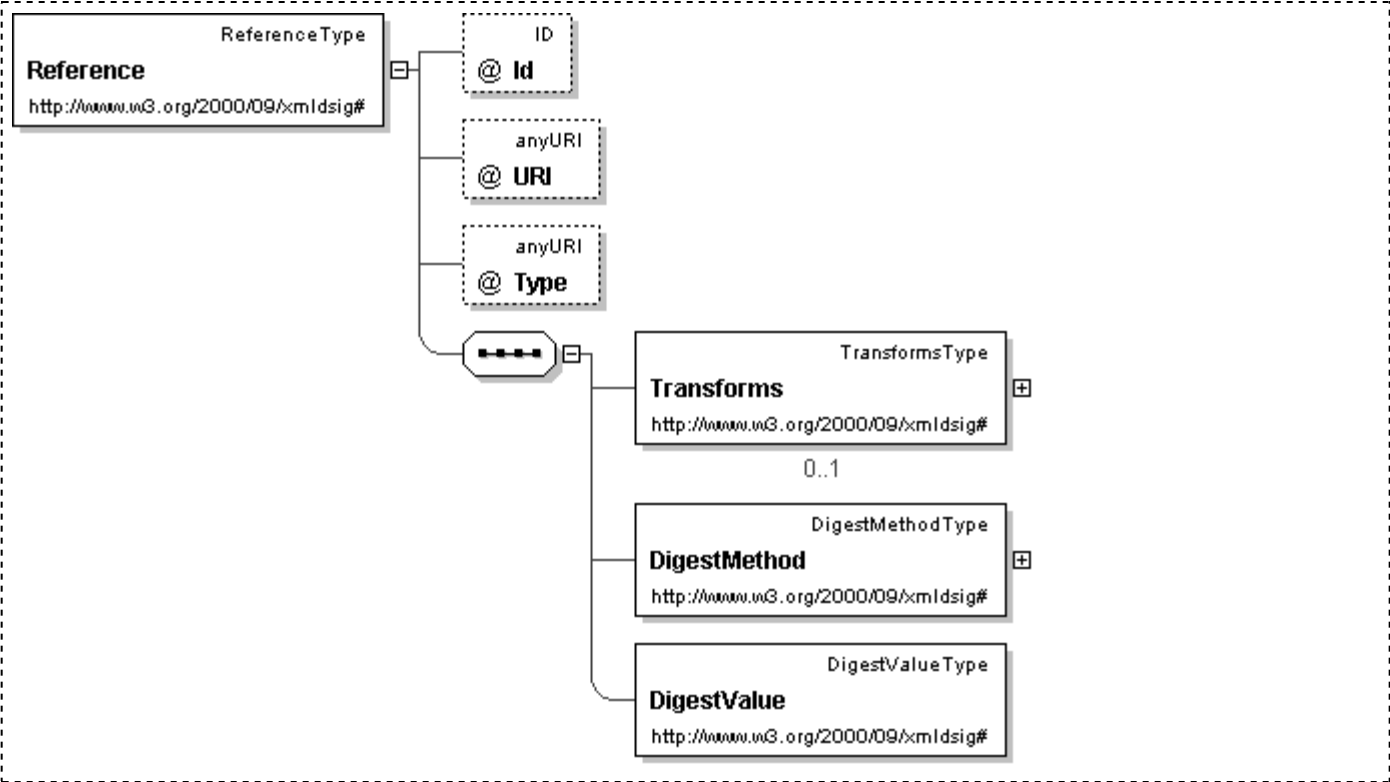 ReferenceType
Reference
http://www.w3.org/2000/09/xmldsig#
ID
@ Id
anyURI
@ URI
anyURI
@ Type
TransformsType
Transforms
http://www.w3.org/2000/09/xmldsig#
0..1
DigestMethodType
DigestMethod
http://www.w3.org/2000/09/xmldsig#
DigestValueType
DigestValue
http://www.w3.org/2000/09/xmldsig#